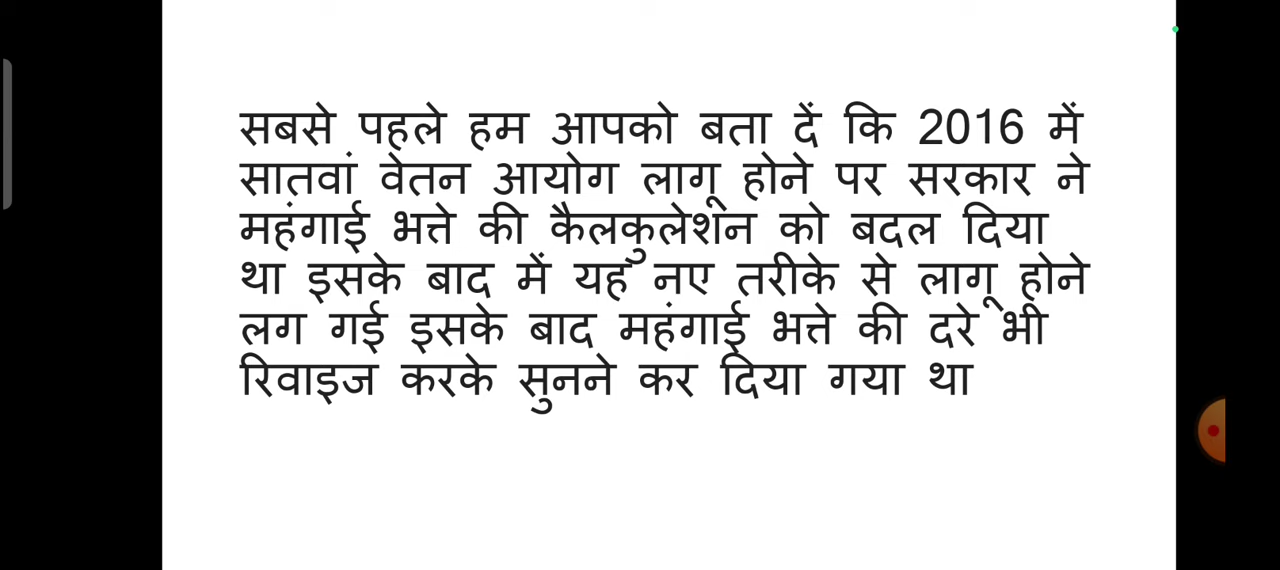 सबसे पहले हम आपको बता दें कि 2016 में
सातवां वेतन आयोग लागू होने पर सरकार ने
महंगाई भत्ते की कैलकुलेशन को बदल दिया
था इसके बाद में यह नए तरीके से लागू होने
लग गई इसके बाद महंगाई भत्ते की दरे भी
रिवाइज करके सुनने कर दिया गया था